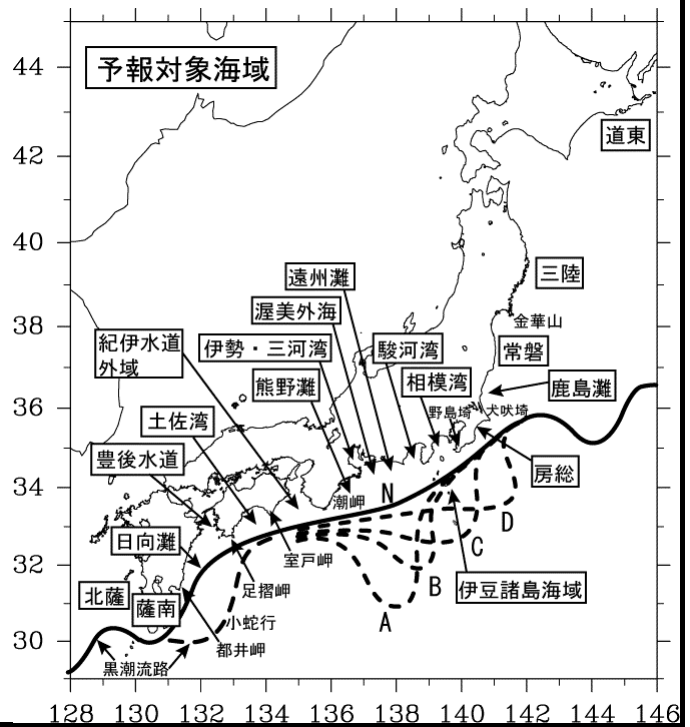 予報対象海域
44
42
40
38
36
34
32
30
128
130
132
134
136
138
140
142
144
146
道東
三陸
金華山
常磐
鹿島灘
遠州灘
渥美外海
伊勢・三河湾
駿河湾
紀伊水道
外域
熊野灘
相模湾
野島埼
犬吠埼
土佐湾
豊後水道
房総
潮岬
N
D
C
B
A
日向灘
室戸岬
足摺岬
伊豆諸島海域
北薩
薩南
小蛇行
都井岬
黒潮流路